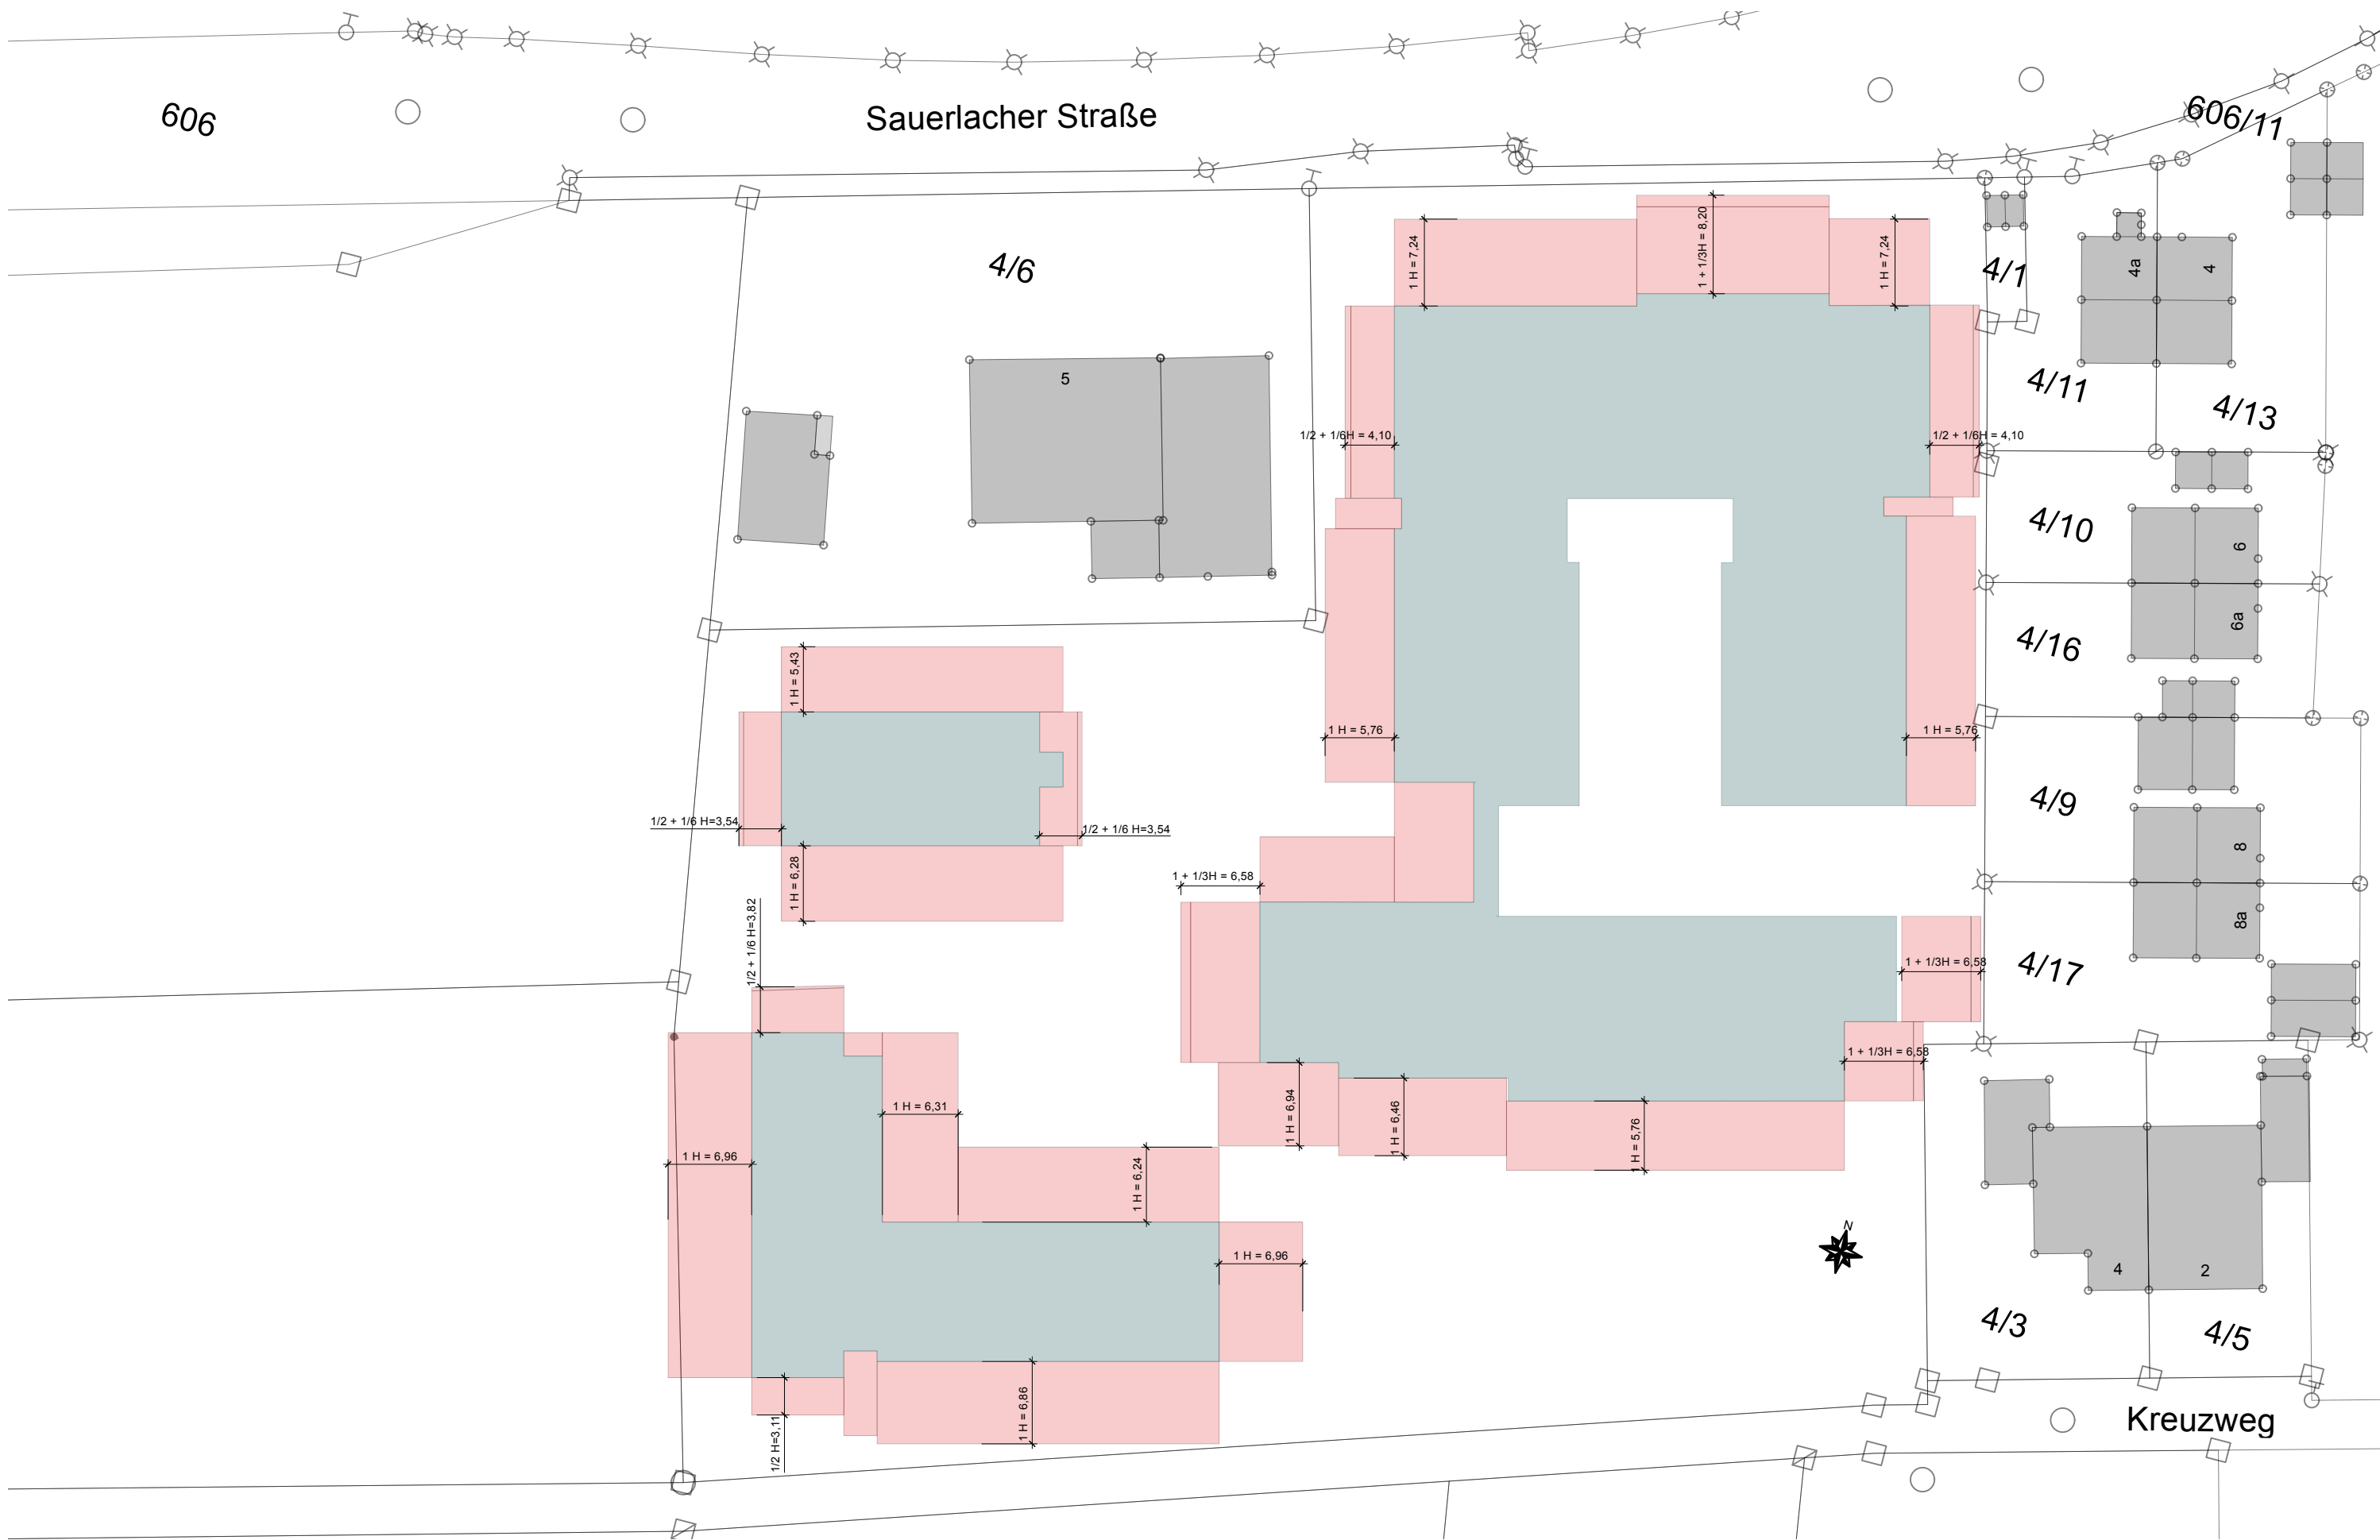 606
Sauerlacher Straße
606/11
4/6
1 H = 7,24
1 + 1/3H = 8,20
1 H = 7,24
4/1
4a
4
5
4/11
4/13
1/2 + 1/6H = 4,10
1/2 + 1/6H = 4,10
4/10
6
6a
4/16
1 H = 5,43
1 H = 5,76
1 H = 5,76
4/9
1/2 + 1/6 H=3,54
1/2 + 1/6 H=3,54
8
1 H = 6,28
1 + 1/3H = 6,58
8a
1/2 + 1/6 H=3,82
1 + 1/3H = 6,58
4/17
1 + 1/3H = 6,58
1 H = 6,31
1 H = 6,94
1 H = 6,46
1 H = 5,76
1 H = 6,96
1 H = 6,24
N
1 H = 6,96
4
2
4/3
4/5
1 H = 6,86
1/2 H=3,11
Kreuzweg